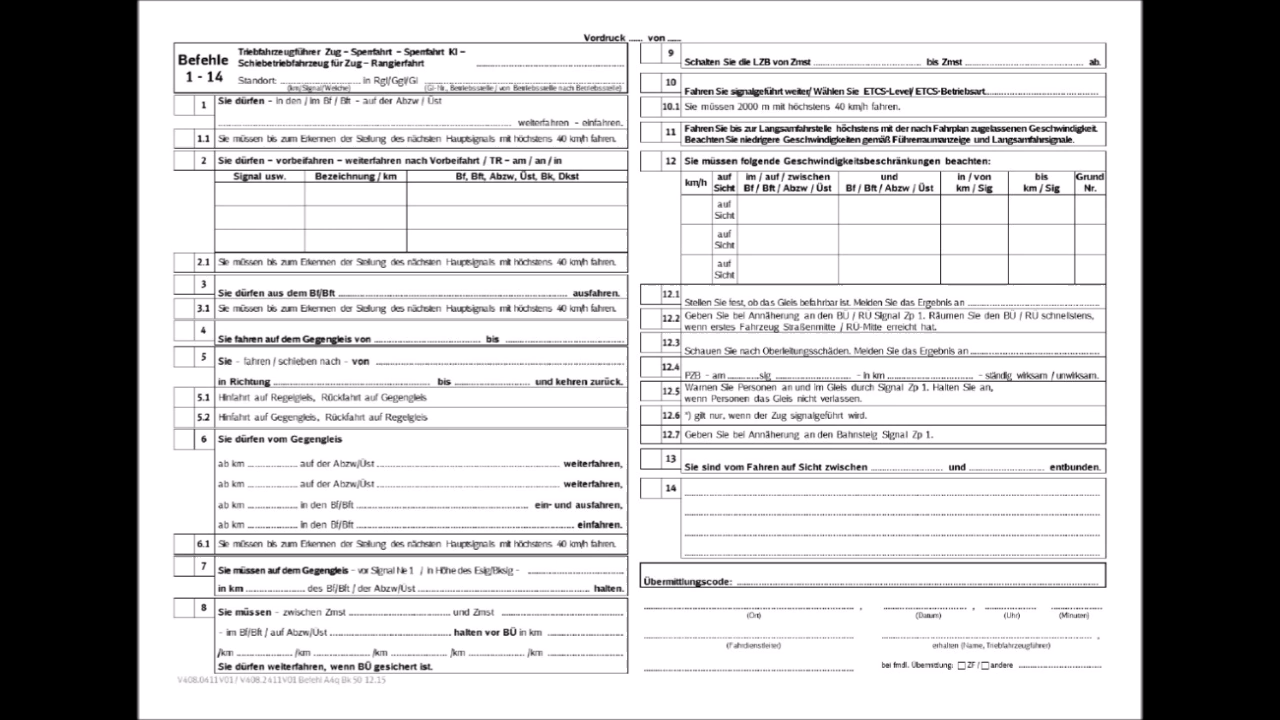 Vordruck ..... von .....
Befehle
1 - 14
Triebfahrzeugführer Zug – Sperrfahrt – Sperrfahrt Kl –
Schiebetriebfahrzeug für Zug – Rangierfahrt
Standort: .................... in Rgl/Ggl/Gl ....................
(km/Signal/Weiche) (Gl-Nr., Betriebsstelle / von Betriebsstelle nach Betriebsstelle)
1 Sie dürfen – in den / im Bf / Bft – auf der Abzw / Üst
.................... weiterfahren – einfahren.
1.1 Sie müssen bis zum Erkennen der Stellung des nächsten Hauptsignals mit höchstens 40 km/h fahren.
2 Sie dürfen – vorbeifahren – weiterfahren nach Vorbeifahrt / TR – am / an / in
Signal usw. Bezeichnung / km Bf, Bft, Abzw, Üst, Bk, Dkst
2.1 Sie müssen bis zum Erkennen der Stellung des nächsten Hauptsignals mit höchstens 40 km/h fahren.
3 Sie dürfen aus dem Bf/Bft .................... ausfahren.
3.1 Sie müssen bis zum Erkennen der Stellung des nächsten Hauptsignals mit höchstens 40 km/h fahren.
4 Sie fahren auf dem Gegengleis von .................... bis ....................
5 Sie – fahren / schieben nach – von ....................
in Richtung .................... bis .................... und kehren zurück.
5.1 Hinfahrt auf Regelgleis, Rückfahrt auf Gegengleis
5.2 Hinfahrt auf Gegengleis, Rückfahrt auf Regelgleis
6 Sie dürfen vom Gegengleis
ab km .................... auf der Abzw/Üst .................... weiterfahren,
ab km .................... auf der Abzw/Üst .................... weiterfahren,
ab km .................... in den Bf/Bft .................... ein- und ausfahren,
ab km .................... in den Bf/Bft .................... einfahren.
6.1 Sie müssen bis zum Erkennen der Stellung des nächsten Hauptsignals mit höchstens 40 km/h fahren.
7 Sie müssen auf dem Gegengleis – vor Signal Ne 1 / in Höhe des Esig/Bksig – ....................
in km .................... des Bf/Bft / der Abzw/Üst .................... halten.
8 Sie müssen – zwischen Zmst .................... und Zmst ....................
– im Bf/Bft / auf Abzw/Üst .................... halten vor BÜ in km ....................
/km .................... /km .................... /km .................... /km .................... /km ....................
Sie dürfen weiterfahren, wenn BÜ gesichert ist.
V408.0411V01 / V408.2411V01 Befehl A4q Bk 50 12.15
9 Schalten Sie die LZB von Zmst .................... bis Zmst .................... ab.
10 Fahren Sie signalgeführt weiter/ Wählen Sie ETCS-Level/ ETCS-Betriebsart....................
10.1 Sie müssen 2000 m mit höchstens 40 km/h fahren.
11 Fahren Sie bis zur Langsamfahrstelle höchstens mit der nach Fahrplan zugelassenen Geschwindigkeit.
Beachten Sie niedrigere Geschwindigkeiten gemäß Führerraumanzeige und Langsamfahrsignale.
12 Sie müssen folgende Geschwindigkeitsbeschränkungen beachten:
km/h auf Sicht im / auf / zwischen Bf / Bft / Abzw / Üst und Bf / Bft / Abzw / Üst in / von km / Sig bis km / Sig Grund Nr.
auf
Sicht
auf
Sicht
auf
Sicht
12.1 Stellen Sie fest, ob das Gleis befahrbar ist. Melden Sie das Ergebnis an ....................
12.2 Geben Sie bei Annäherung an den BÜ / RÜ Signal Zp 1. Räumen Sie den BÜ / RÜ schnellstens,
wenn erstes Fahrzeug Straßenmitte / RÜ-Mitte erreicht hat.
12.3 Schauen Sie nach Oberleitungsschäden. Melden Sie das Ergebnis an ....................
12.4 PZB – am ..........sig .................... – in km .................... – ständig wirksam / unwirksam.
12.5 Warnen Sie Personen an und im Gleis durch Signal Zp 1. Halten Sie an,
wenn Personen das Gleis nicht verlassen.
12.6 *) gilt nur, wenn der Zug signalgeführt wird.
12.7 Geben Sie bei Annäherung an den Bahnsteig Signal Zp 1.
13 Sie sind vom Fahren auf Sicht zwischen .................... und .................... entbunden.
14 ....................
Übermittlungscode: ....................
.................... , .................... , .................... ....................
(Ort) (Datum) (Uhr) (Minuten)
.................... .................... ,
(Fahrdienstleiter) erhalten (Name, Triebfahrzeugführer)
.................... bei fmdl. Übermittlung: ☐ ZF / ☐ andere ....................